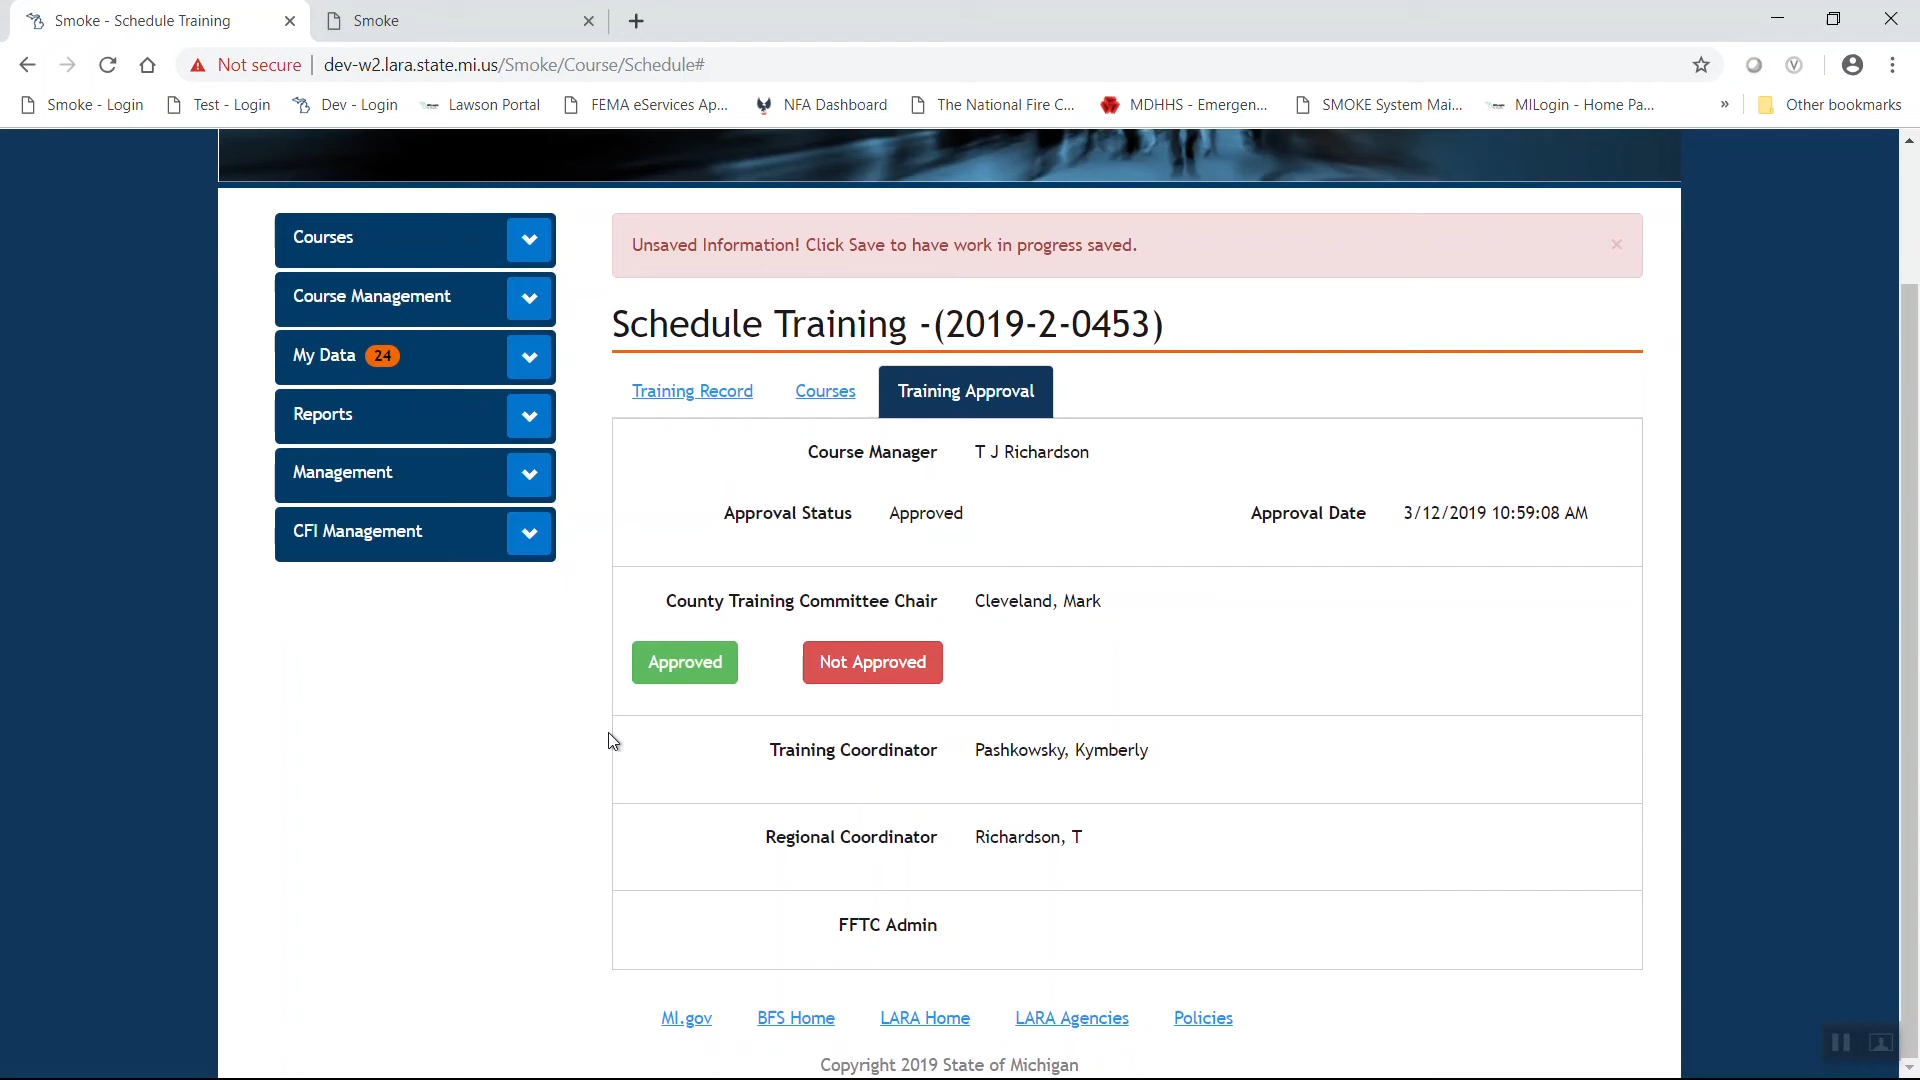 Smoke - Schedule Training
Smoke
Not secure | dev-w2.lara.state.mi.us/Smoke/Course/Schedule#
Smoke - Login
Test - Login
Dev - Login
Lawson Portal
FEMA eServices Ap...
NFA Dashboard
The National Fire C...
MDHHS - Emergen...
SMOKE System Mai...
MILogin - Home Pa...
»
Other bookmarks
Courses
Course Management
My Data 24
Reports
Management
CFI Management
Unsaved Information! Click Save to have work in progress saved.
×
Schedule Training -(2019-2-0453)
Training Record
Courses
Training Approval
Course Manager T J Richardson
Approval Status Approved
Approval Date 3/12/2019 10:59:08 AM
County Training Committee Chair Cleveland, Mark
Approved
Not Approved
Training Coordinator Pashkowsky, Kymberly
Regional Coordinator Richardson, T
FFTC Admin
MI.gov
BFS Home
LARA Home
LARA Agencies
Policies
Copyright 2019 State of Michigan